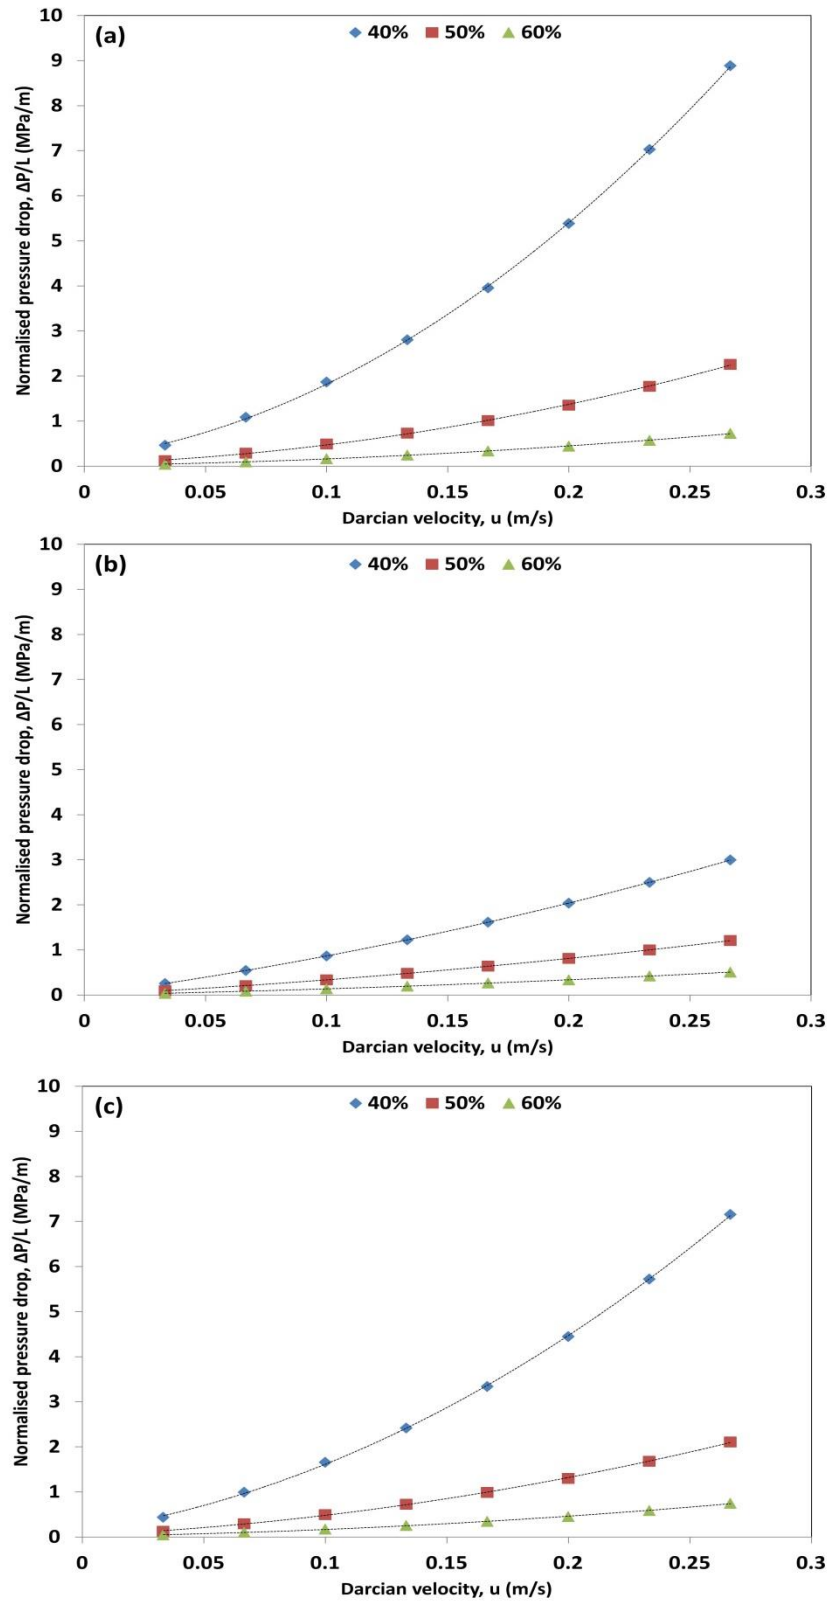 (a)
40% 50% 60%
Normalised pressure drop, ΔP/L (MPa/m)
10
9
8
7
6
5
4
3
2
1
0
0 0.05 0.1 0.15 0.2 0.25 0.3
Darcian velocity, u (m/s)
(b)
40% 50% 60%
Normalised pressure drop, ΔP/L (MPa/m)
10
9
8
7
6
5
4
3
2
1
0
0 0.05 0.1 0.15 0.2 0.25 0.3
Darcian velocity, u (m/s)
(c)
40% 50% 60%
Normalised pressure drop, ΔP/L (MPa/m)
10
9
8
7
6
5
4
3
2
1
0
0 0.05 0.1 0.15 0.2 0.25 0.3
Darcian velocity, u (m/s)